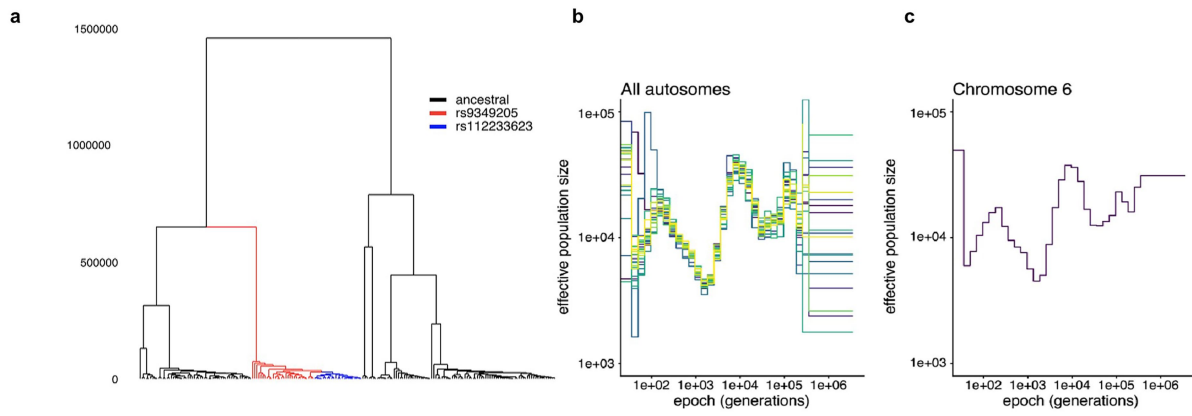 a
1500000
1000000
500000
0
ancestral
rs9349205
rs112233623
b
All autosomes
effective population size
1e+05
1e+04
1e+03
1e+02 1e+03 1e+04 1e+05 1e+06
epoch (generations)
c
Chromosome 6
effective population size
1e+05
1e+04
1e+03
1e+02 1e+03 1e+04 1e+05 1e+06
epoch (generations)